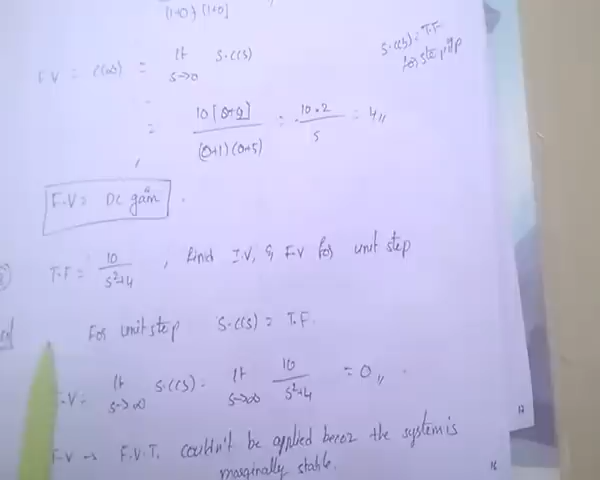 (1-0) (1+0]
F.V = c(∞) = lt s→0 s.c(s)
s.c(s) = T.F for step i/p
= 10[0+2] / (0+1)(0+5) = 10.2 / 5 = 4,,
F.V = DC gain .
T.F = 10 / s²+4 , find I.V, & F.V for unit step
For unit step s.c(s) = T.F.
.V = lt s→∞ s.c(s) = lt s→∞ 10 / s²+4 = 0,, .
F.V → F.V.T. couldn't be applied becoz the system is
marginally stable.